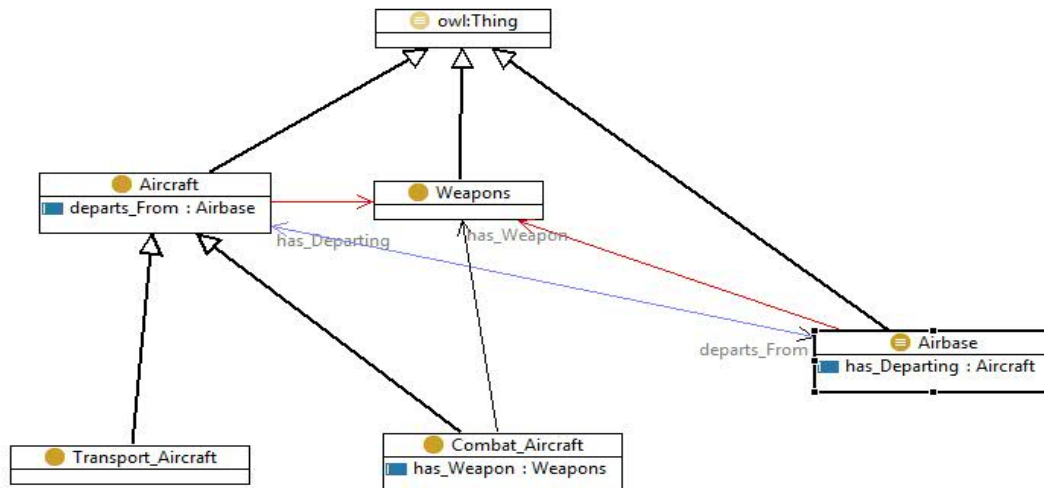 owl:Thing
Aircraft
departs_From : Airbase
Weapons
has_Departing
has_Weapon
departs_From
Airbase
has_Departing : Aircraft
Transport_Aircraft
Combat_Aircraft
has_Weapon : Weapons